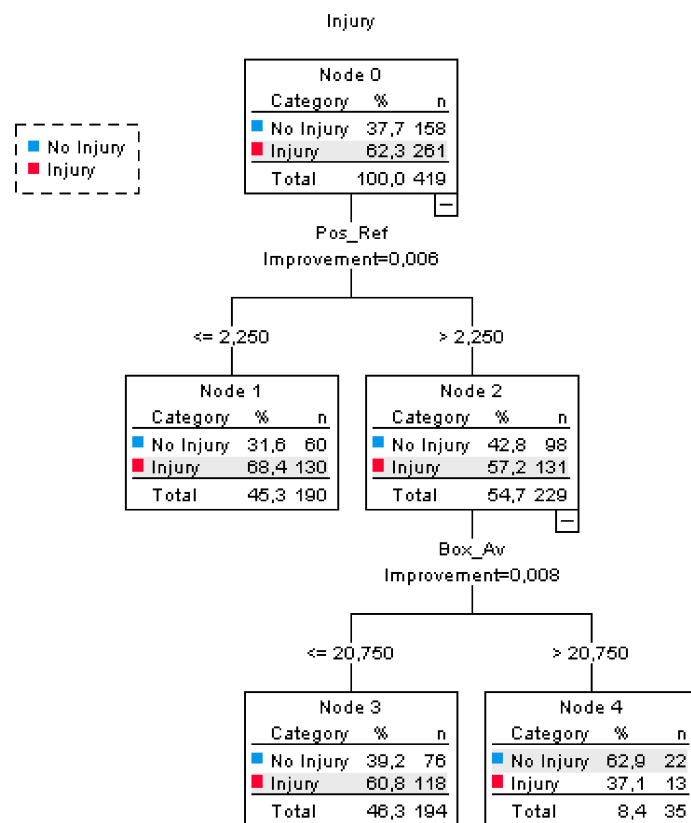 Injury
Node 0
Category % n
No Injury 37,7 158
Injury 62,3 261
Total 100,0 419
No Injury
Injury
Pos_Ref
Improvement=0,006
<= 2,250
> 2,250
Node 1
Category % n
No Injury 31,6 60
Injury 68,4 130
Total 45,3 190
Node 2
Category % n
No Injury 42,8 98
Injury 57,2 131
Total 54,7 229
Box_Av
Improvement=0,008
<= 20,750
> 20,750
Node 3
Category % n
No Injury 39,2 76
Injury 60,8 118
Total 46,3 194
Node 4
Category % n
No Injury 62,9 22
Injury 37,1 13
Total 8,4 35